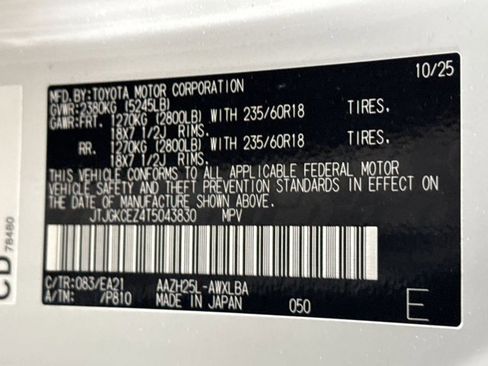 MFD.BY:TOYOTA MOTOR CORPORATION 10/25
GVWR:2380KG (5245LB)
GAWR:FRT. 1270KG (2800LB) WITH 235/60R18 TIRES.
18X7 1/2J RIMS.
RR. 1270KG (2800LB) WITH 235/60R18 TIRES.
18X7 1/2J RIMS.
THIS VEHICLE CONFORMS TO ALL APPLICABLE FEDERAL MOTOR
VEHICLE SAFETY AND THEFT PREVENTION STANDARDS IN EFFECT ON
THE DATE OF MANUFACTURE SHOWN ABOVE.
JTJGKCEZ4T5043830 MPV
C/TR:083/EA21 AAZH25L-AWXLBA
A/TM: /P810 MADE IN JAPAN 050
E
78480